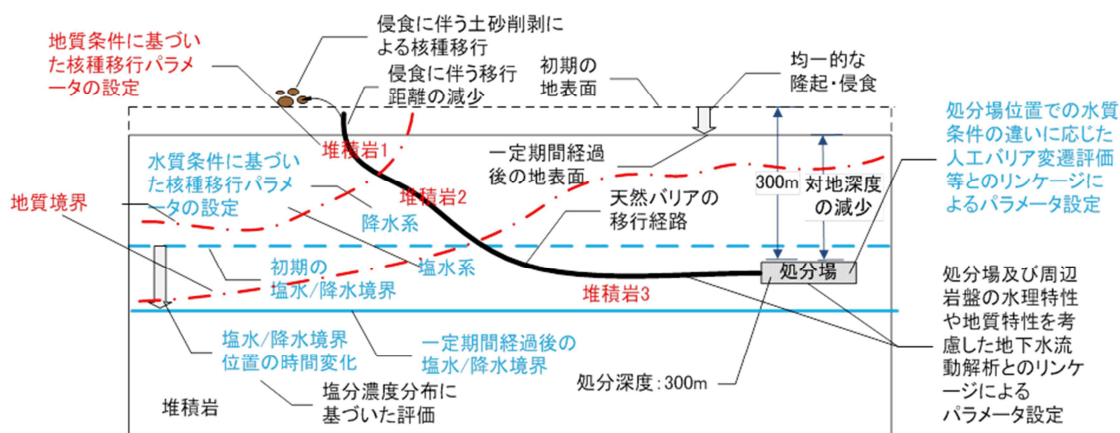 地質条件に基づい
た核種移行パラメ
ータの設定
侵食に伴う土砂削剥に
よる核種移行
侵食に伴う移行
距離の減少
初期の
地表面
均一的な
隆起・侵食
処分場位置での水質
条件の違いに応じた
人工バリア変遷評価
等とのリンケージに
よるパラメータ設定
堆積岩1
水質条件に基づい
た核種移行パラメ
ータの設定
地質境界
堆積岩2
降水系
一定期間経過
後の地表面
300m
対地深度
の減少
天然バリアの
移行経路
初期の
塩水/降水境界
塩水系
処分場
堆積岩3
処分場及び周辺
岩盤の水理特性
や地質特性を考
慮した地下水流
動解析とのリンケ
ージによる
パラメータ設定
塩水/降水境界
位置の時間変化
一定期間経過後の
塩水/降水境界
処分深度:300m
塩分濃度分布に
基づいた評価
堆積岩